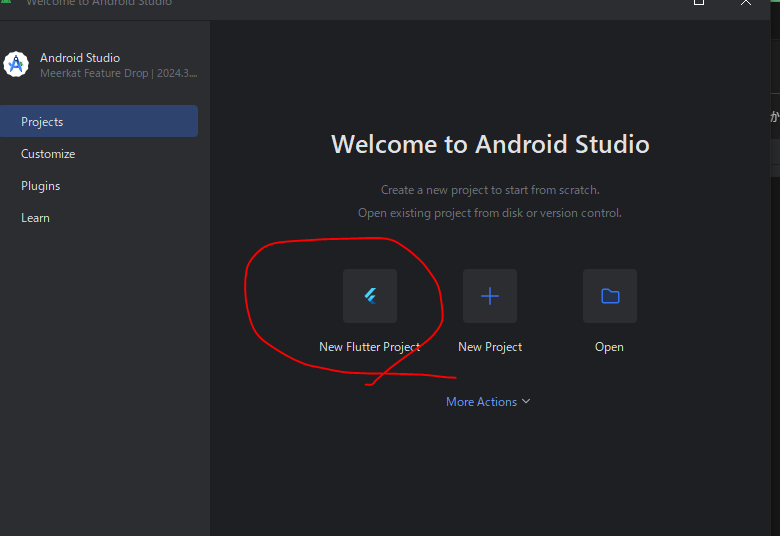 Welcome to Android Studio
Android Studio
Meerkat Feature Drop | 2024.3....
Projects
Customize
Plugins
Learn
Welcome to Android Studio
Create a new project to start from scratch.
Open existing project from disk or version control.
New Flutter Project
New Project
Open
More Actions
か